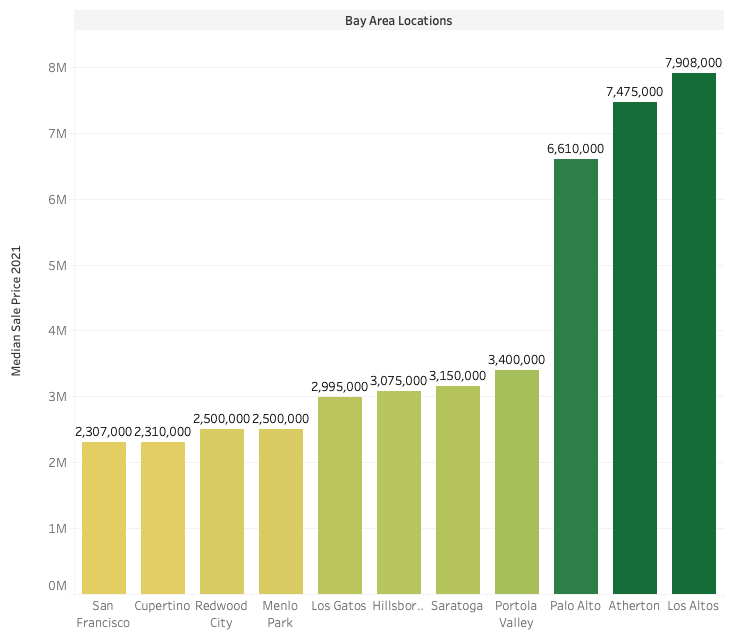 Bay Area Locations
Median Sale Price 2021
8M
7M
6M
5M
4M
3M
2M
1M
0M
2,307,000
2,310,000
2,500,000
2,500,000
2,995,000
3,075,000
3,150,000
3,400,000
6,610,000
7,475,000
7,908,000
San
Francisco
Cupertino
Redwood
City
Menlo
Park
Los Gatos
Hillsbor..
Saratoga
Portola
Valley
Palo Alto
Atherton
Los Altos